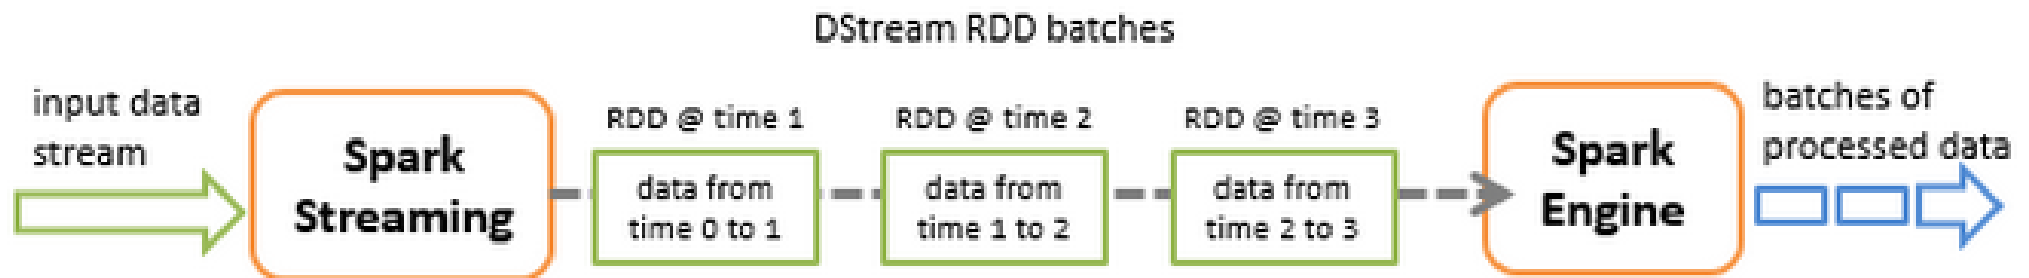 DStream RDD batches
input data
stream
Spark
Streaming
RDD @ time 1
data from
time 0 to 1
RDD @ time 2
data from
time 1 to 2
RDD @ time 3
data from
time 2 to 3
Spark
Engine
batches of
processed data